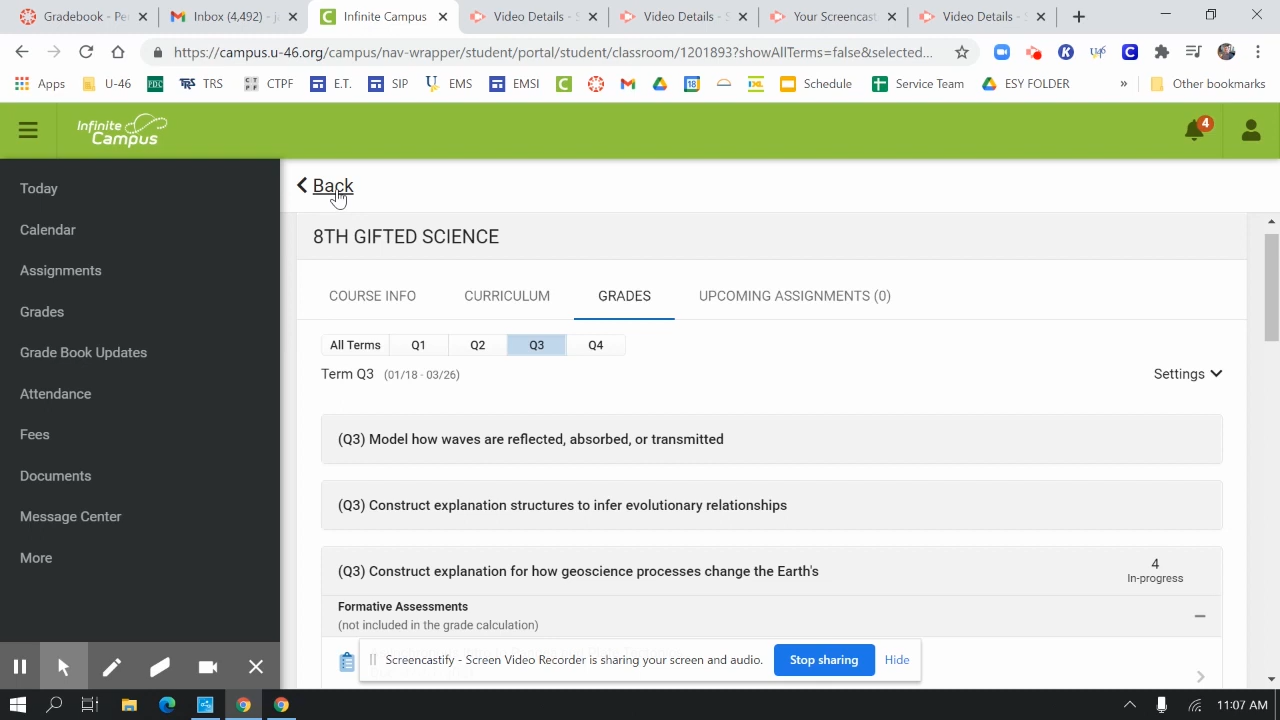 Gradebook - Per
Inbox (4,492) - j
Infinite Campus
Video Details - S
Video Details - S
Your Screencast
Video Details - S
https://campus.u-46.org/campus/nav-wrapper/student/portal/student/classroom/1201893?showAllTerms=false&selected...
Apps
U-46
PDC
TRS
CTPF
E.T.
SIP
EMS
EMSI
18
IXL
Schedule
Service Team
ESY FOLDER
»
Other bookmarks
Infinite
Campus
4
Today
Calendar
Assignments
Grades
Grade Book Updates
Attendance
Fees
Documents
Message Center
More
Back
8TH GIFTED SCIENCE
COURSE INFO
CURRICULUM
GRADES
UPCOMING ASSIGNMENTS (0)
All Terms
Q1
Q2
Q3
Q4
Term Q3 (01/18 - 03/26)
Settings
(Q3) Model how waves are reflected, absorbed, or transmitted
(Q3) Construct explanation structures to infer evolutionary relationships
(Q3) Construct explanation for how geoscience processes change the Earth's
4
In-progress
Formative Assessments
(not included in the grade calculation)
Screencastify - Screen Video Recorder is sharing your screen and audio.
Stop sharing
Hide
11:07 AM